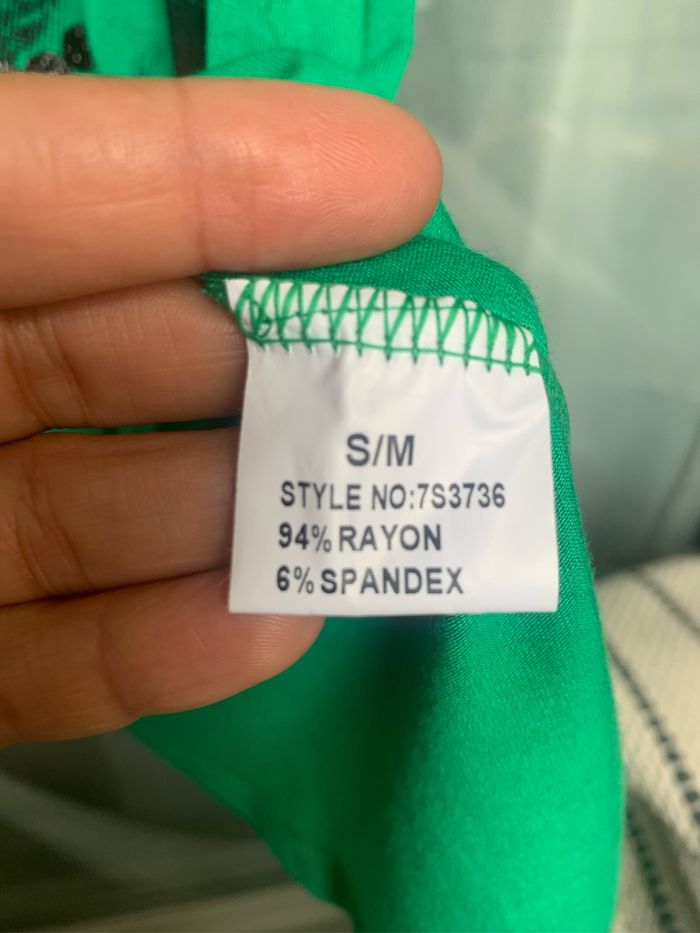 S/M
STYLE NO:7S3736
94% RAYON
6% SPANDEX